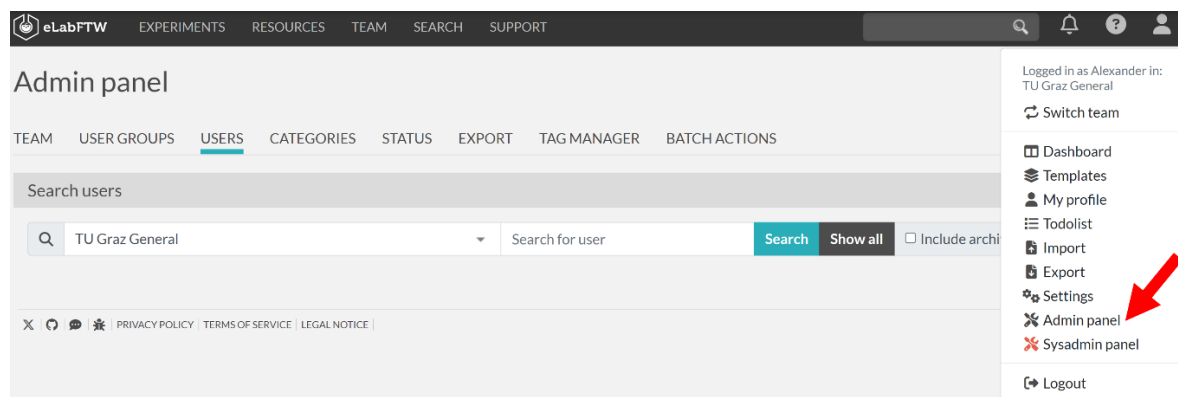 eLabFTW EXPERIMENTS RESOURCES TEAM SEARCH SUPPORT
Admin panel
TEAM USER GROUPS USERS CATEGORIES STATUS EXPORT TAG MANAGER BATCH ACTIONS
Search users
TU Graz General Search for user Search Show all Include archi
PRIVACY POLICY TERMS OF SERVICE LEGAL NOTICE
Logged in as Alexander in:
TU Graz General
Switch team
Dashboard
Templates
My profile
Todolist
Import
Export
Settings
Admin panel
Sysadmin panel
Logout